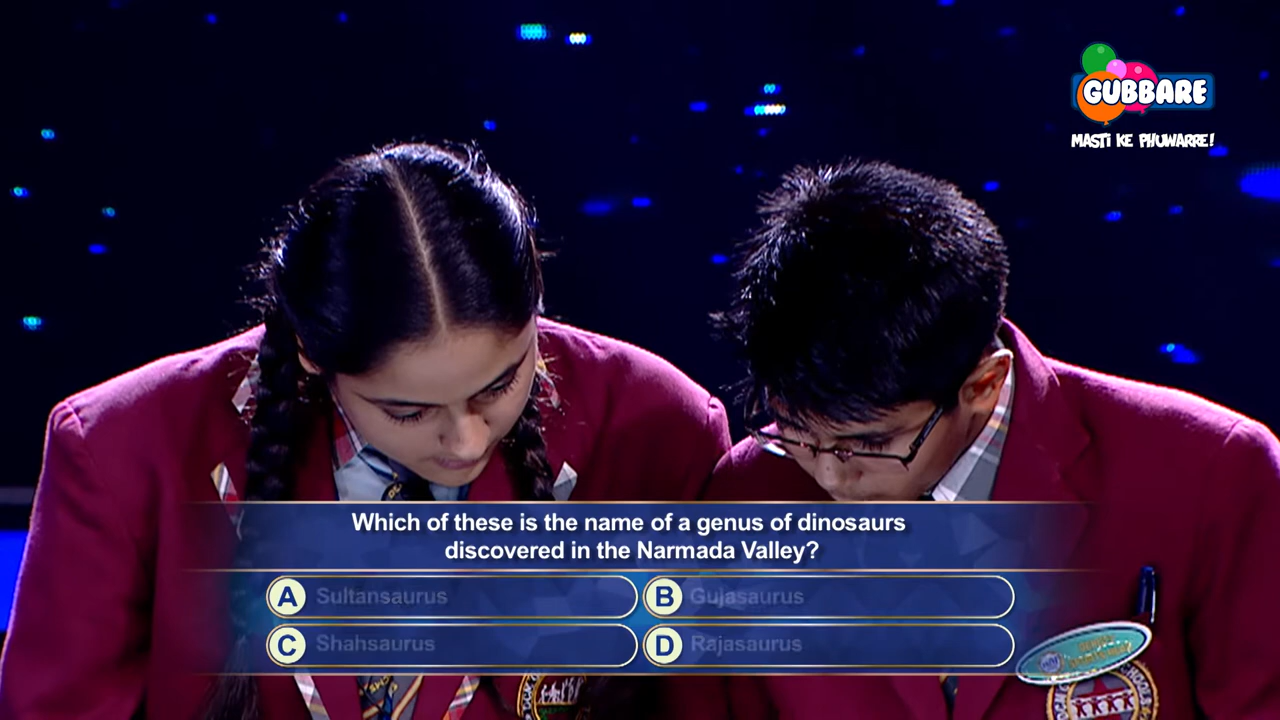 GUBBARE
MASTi KE PHUWARRE!
Which of these is the name of a genus of dinosaurs
discovered in the Narmada Valley?
A Sultansaurus
B Gujasaurus
C Shahsaurus
D Rajasaurus